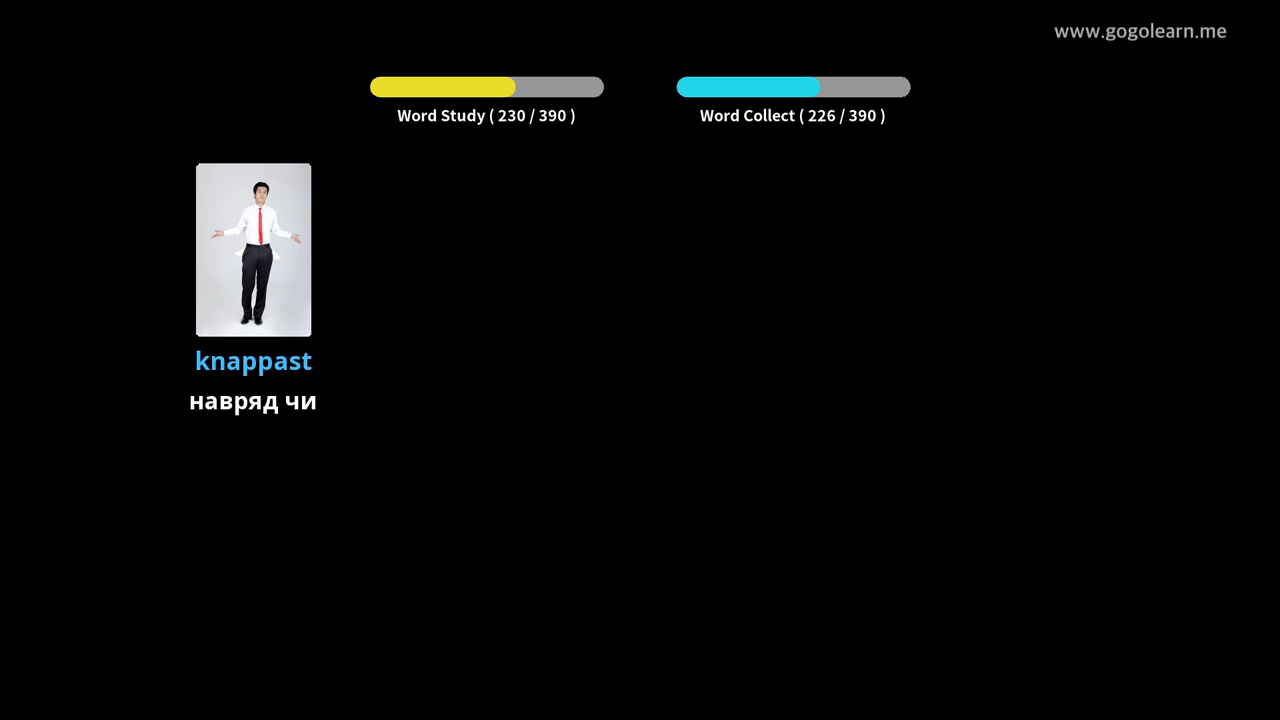 www.gogolearn.me
Word Study ( 230 / 390 )
Word Collect ( 226 / 390 )
knappast
навряд чи